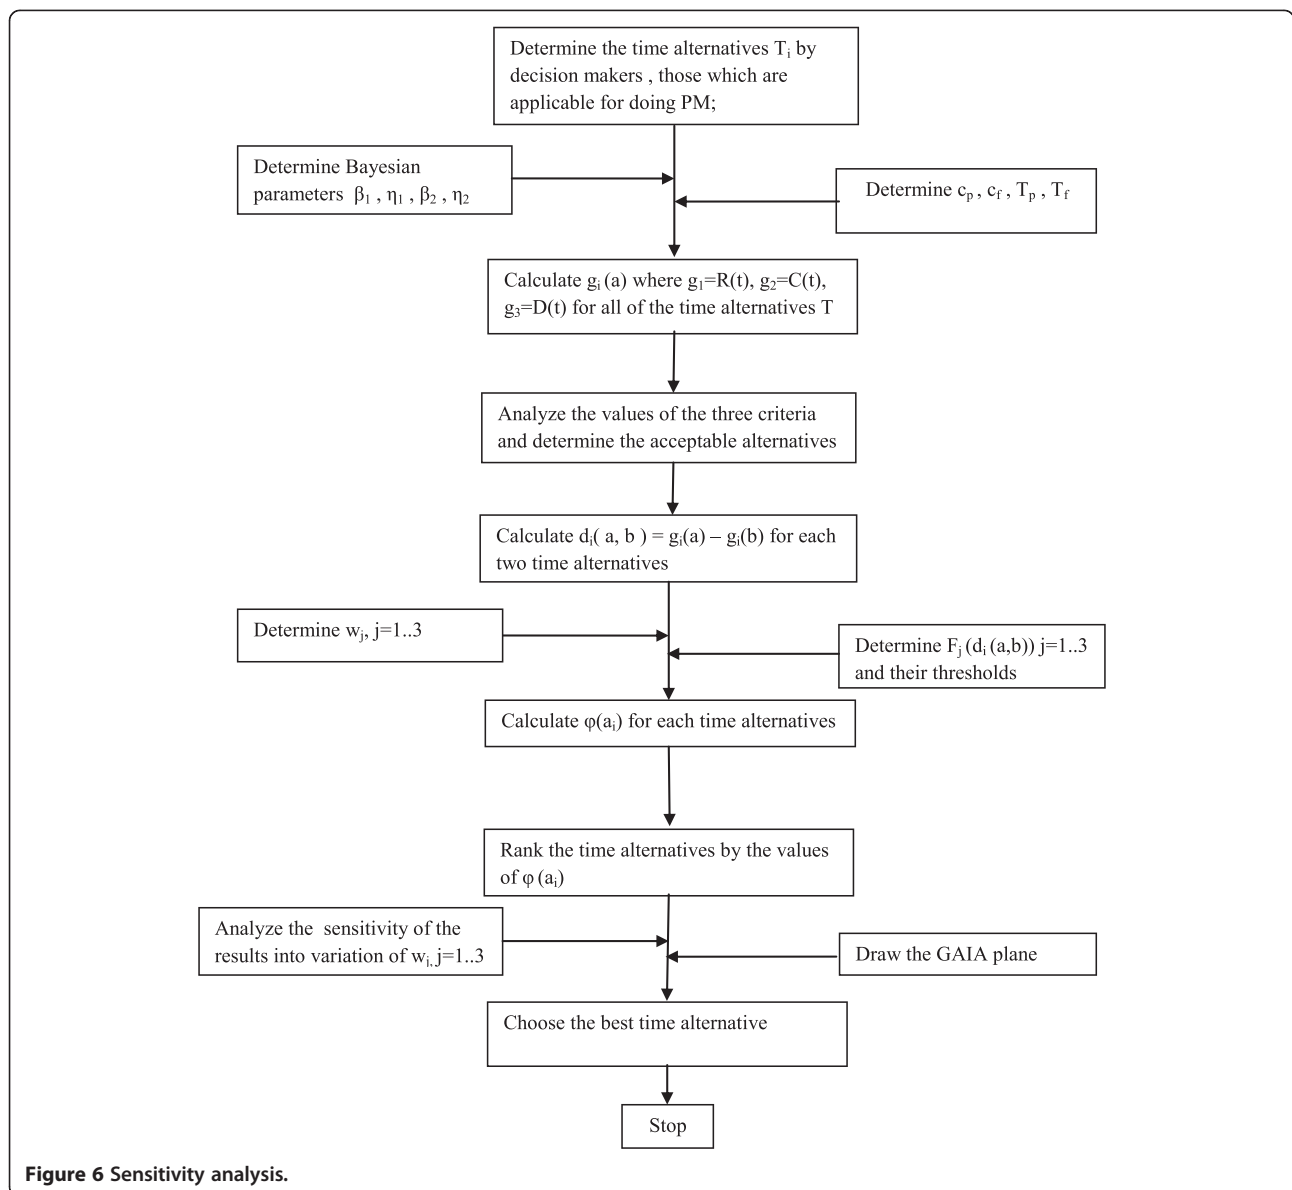 Determine the time alternatives Tᵢ by
decision makers , those which are
applicable for doing PM;
Determine Bayesian
parameters β₁ , η₁ , β₂ , η₂
Determine cₚ , c_f , Tₚ , T_f
Calculate gᵢ (a) where g₁=R(t), g₂=C(t),
g₃=D(t) for all of the time alternatives T
Analyze the values of the three criteria
and determine the acceptable alternatives
Calculate dᵢ( a, b ) = gᵢ(a) – gᵢ(b) for each
two time alternatives
Determine wⱼ, j=1..3
Determine Fⱼ (dᵢ (a,b)) j=1..3
and their thresholds
Calculate φ(aᵢ) for each time alternatives
Rank the time alternatives by the values
of φ (aᵢ)
Analyze the sensitivity of the
results into variation of wⱼ, j=1..3
Draw the GAIA plane
Choose the best time alternative
Stop
Figure 6 Sensitivity analysis.